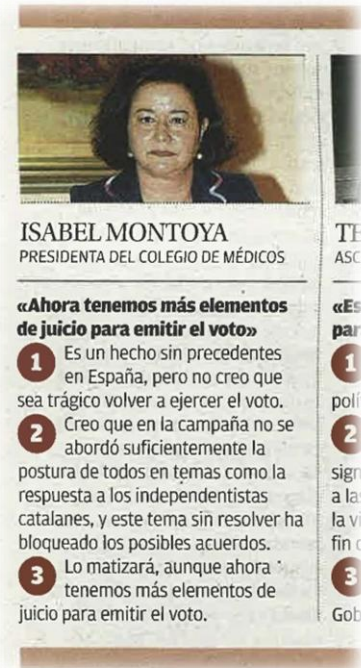 ISABEL MONTOYA
PRESIDENTA DEL COLEGIO DE MÉDICOS
«Ahora tenemos más elementos
de juicio para emitir el voto»
1 Es un hecho sin precedentes
en España, pero no creo que
sea trágico volver a ejercer el voto.
2 Creo que en la campaña no se
abordó suficientemente la
postura de todos en temas como la
respuesta a los independentistas
catalanes, y este tema sin resolver ha
bloqueado los posibles acuerdos.
3 Lo matizará, aunque ahora
tenemos más elementos de
juicio para emitir el voto.
1
2
a la
3